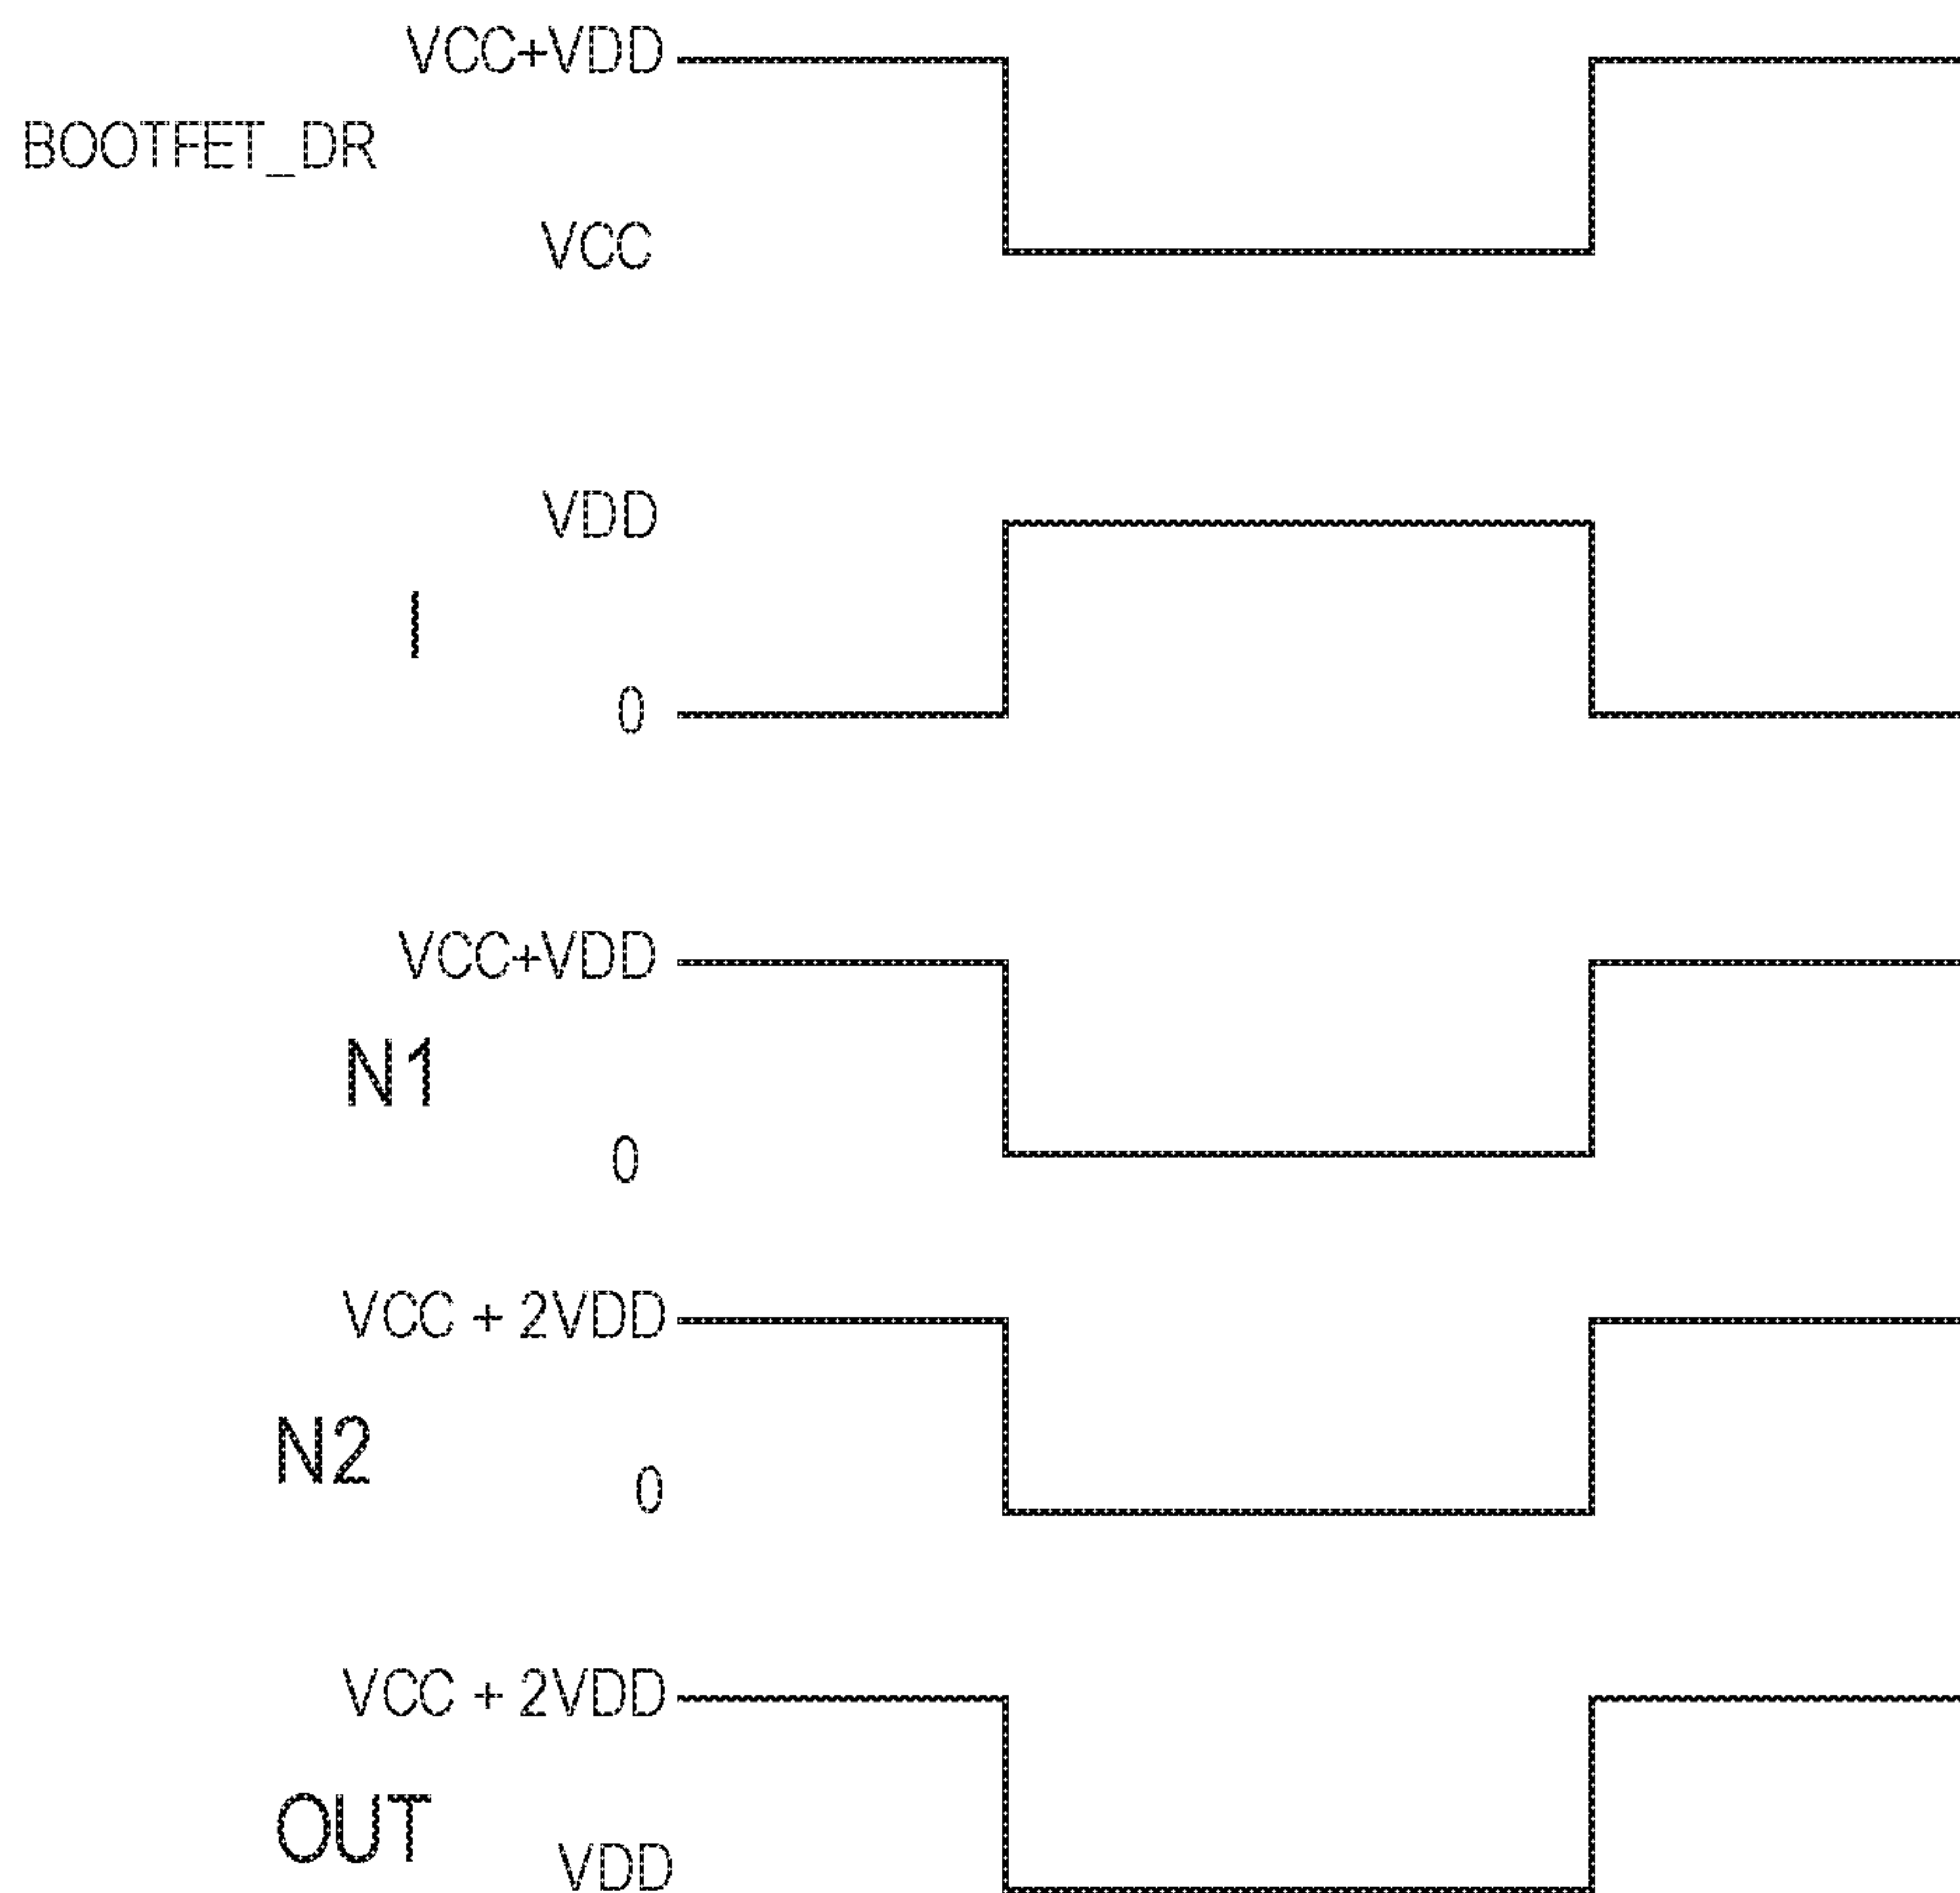 VCC+VDD
BOOTFET_DR
VCC
VDD
I
0
VCC+VDD
N1
0
VCC + 2VDD
N2
0
VCC + 2VDD
OUT
VDD